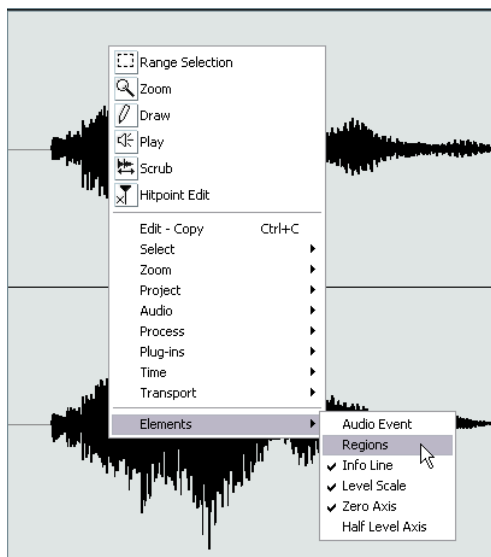 Range Selection
Zoom
Draw
Play
Scrub
Hitpoint Edit
Edit - Copy Ctrl+C
Select
Zoom
Project
Audio
Process
Plug-ins
Time
Transport
Elements
Audio Event
Regions
Info Line
Level Scale
Zero Axis
Half Level Axis